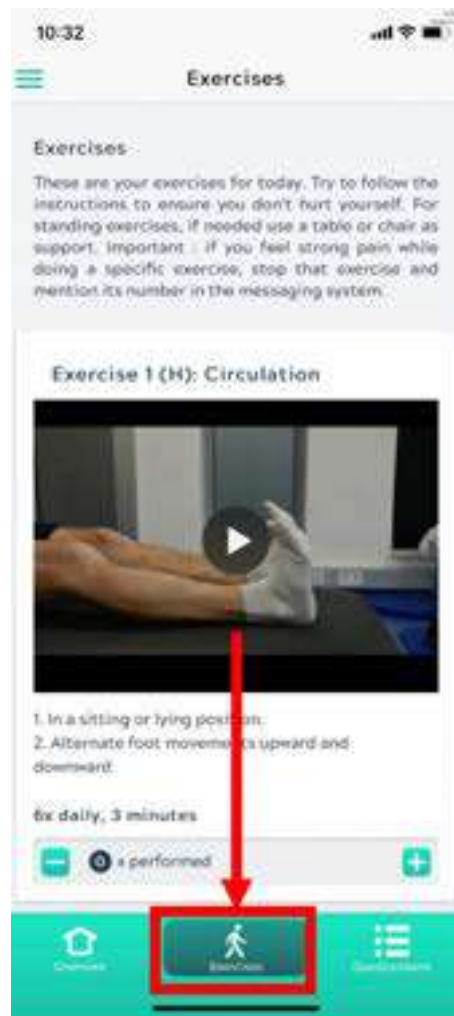 10:32
Exercises
Exercises
These are your exercises for today. Try to follow the
instructions to ensure you don't hurt yourself. For
standing exercises, if needed use a table or chair as
support. Important : if you feel strong pain while
doing a specific exercise, stop that exercise and
mention its number in the messaging system.
Exercise 1 (H): Circulation
1. In a sitting or lying position.
2. Alternate foot movements upward and
downward.
6x daily, 3 minutes
0 x performed
Exercises